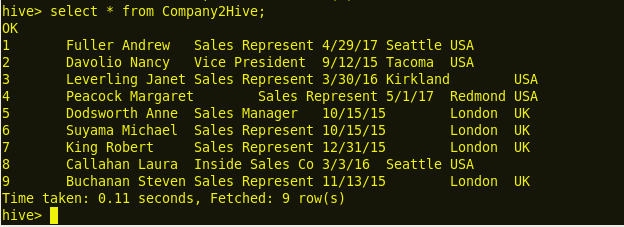 hive> select * from Company2Hive;
OK
1 Fuller Andrew Sales Represent 4/29/17 Seattle USA
2 Davolio Nancy Vice President 9/12/15 Tacoma USA
3 Leverling Janet Sales Represent 3/30/16 Kirkland USA
4 Peacock Margaret Sales Represent 5/1/17 Redmond USA
5 Dodsworth Anne Sales Manager 10/15/15 London UK
6 Suyama Michael Sales Represent 10/15/15 London UK
7 King Robert Sales Represent 12/31/15 London UK
8 Callahan Laura Inside Sales Co 3/3/16 Seattle USA
9 Buchanan Steven Sales Represent 11/13/15 London UK
Time taken: 0.11 seconds, Fetched: 9 row(s)
hive>